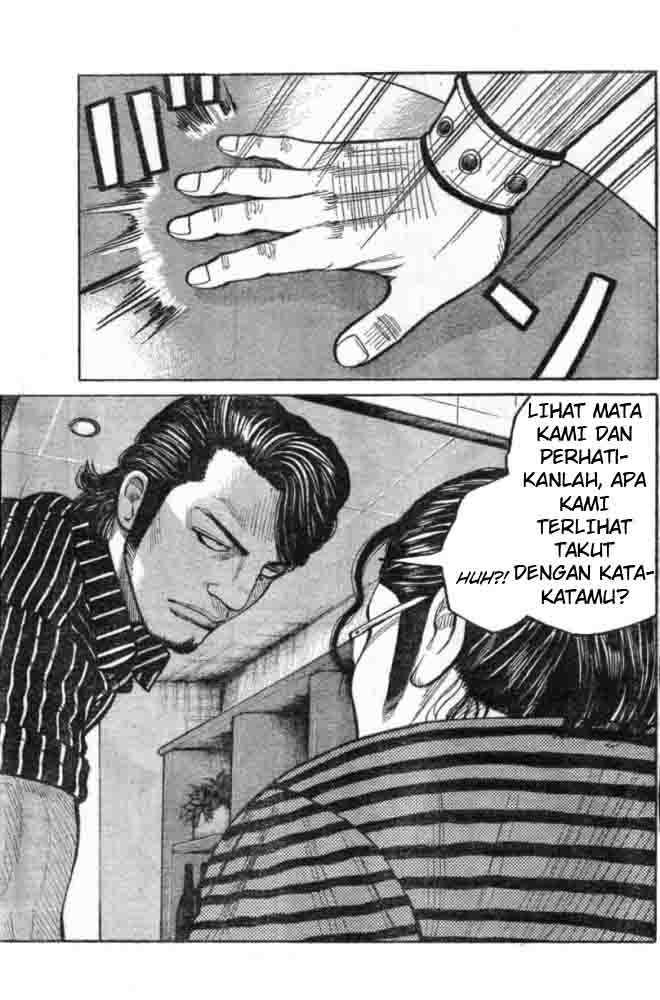 LIHAT MATA
KAMI DAN
PERHATI-
KANLAH, APA
KAMI
TERLIHAT
TAKUT
DENGAN KATA-
KATAMU?
HUH?!